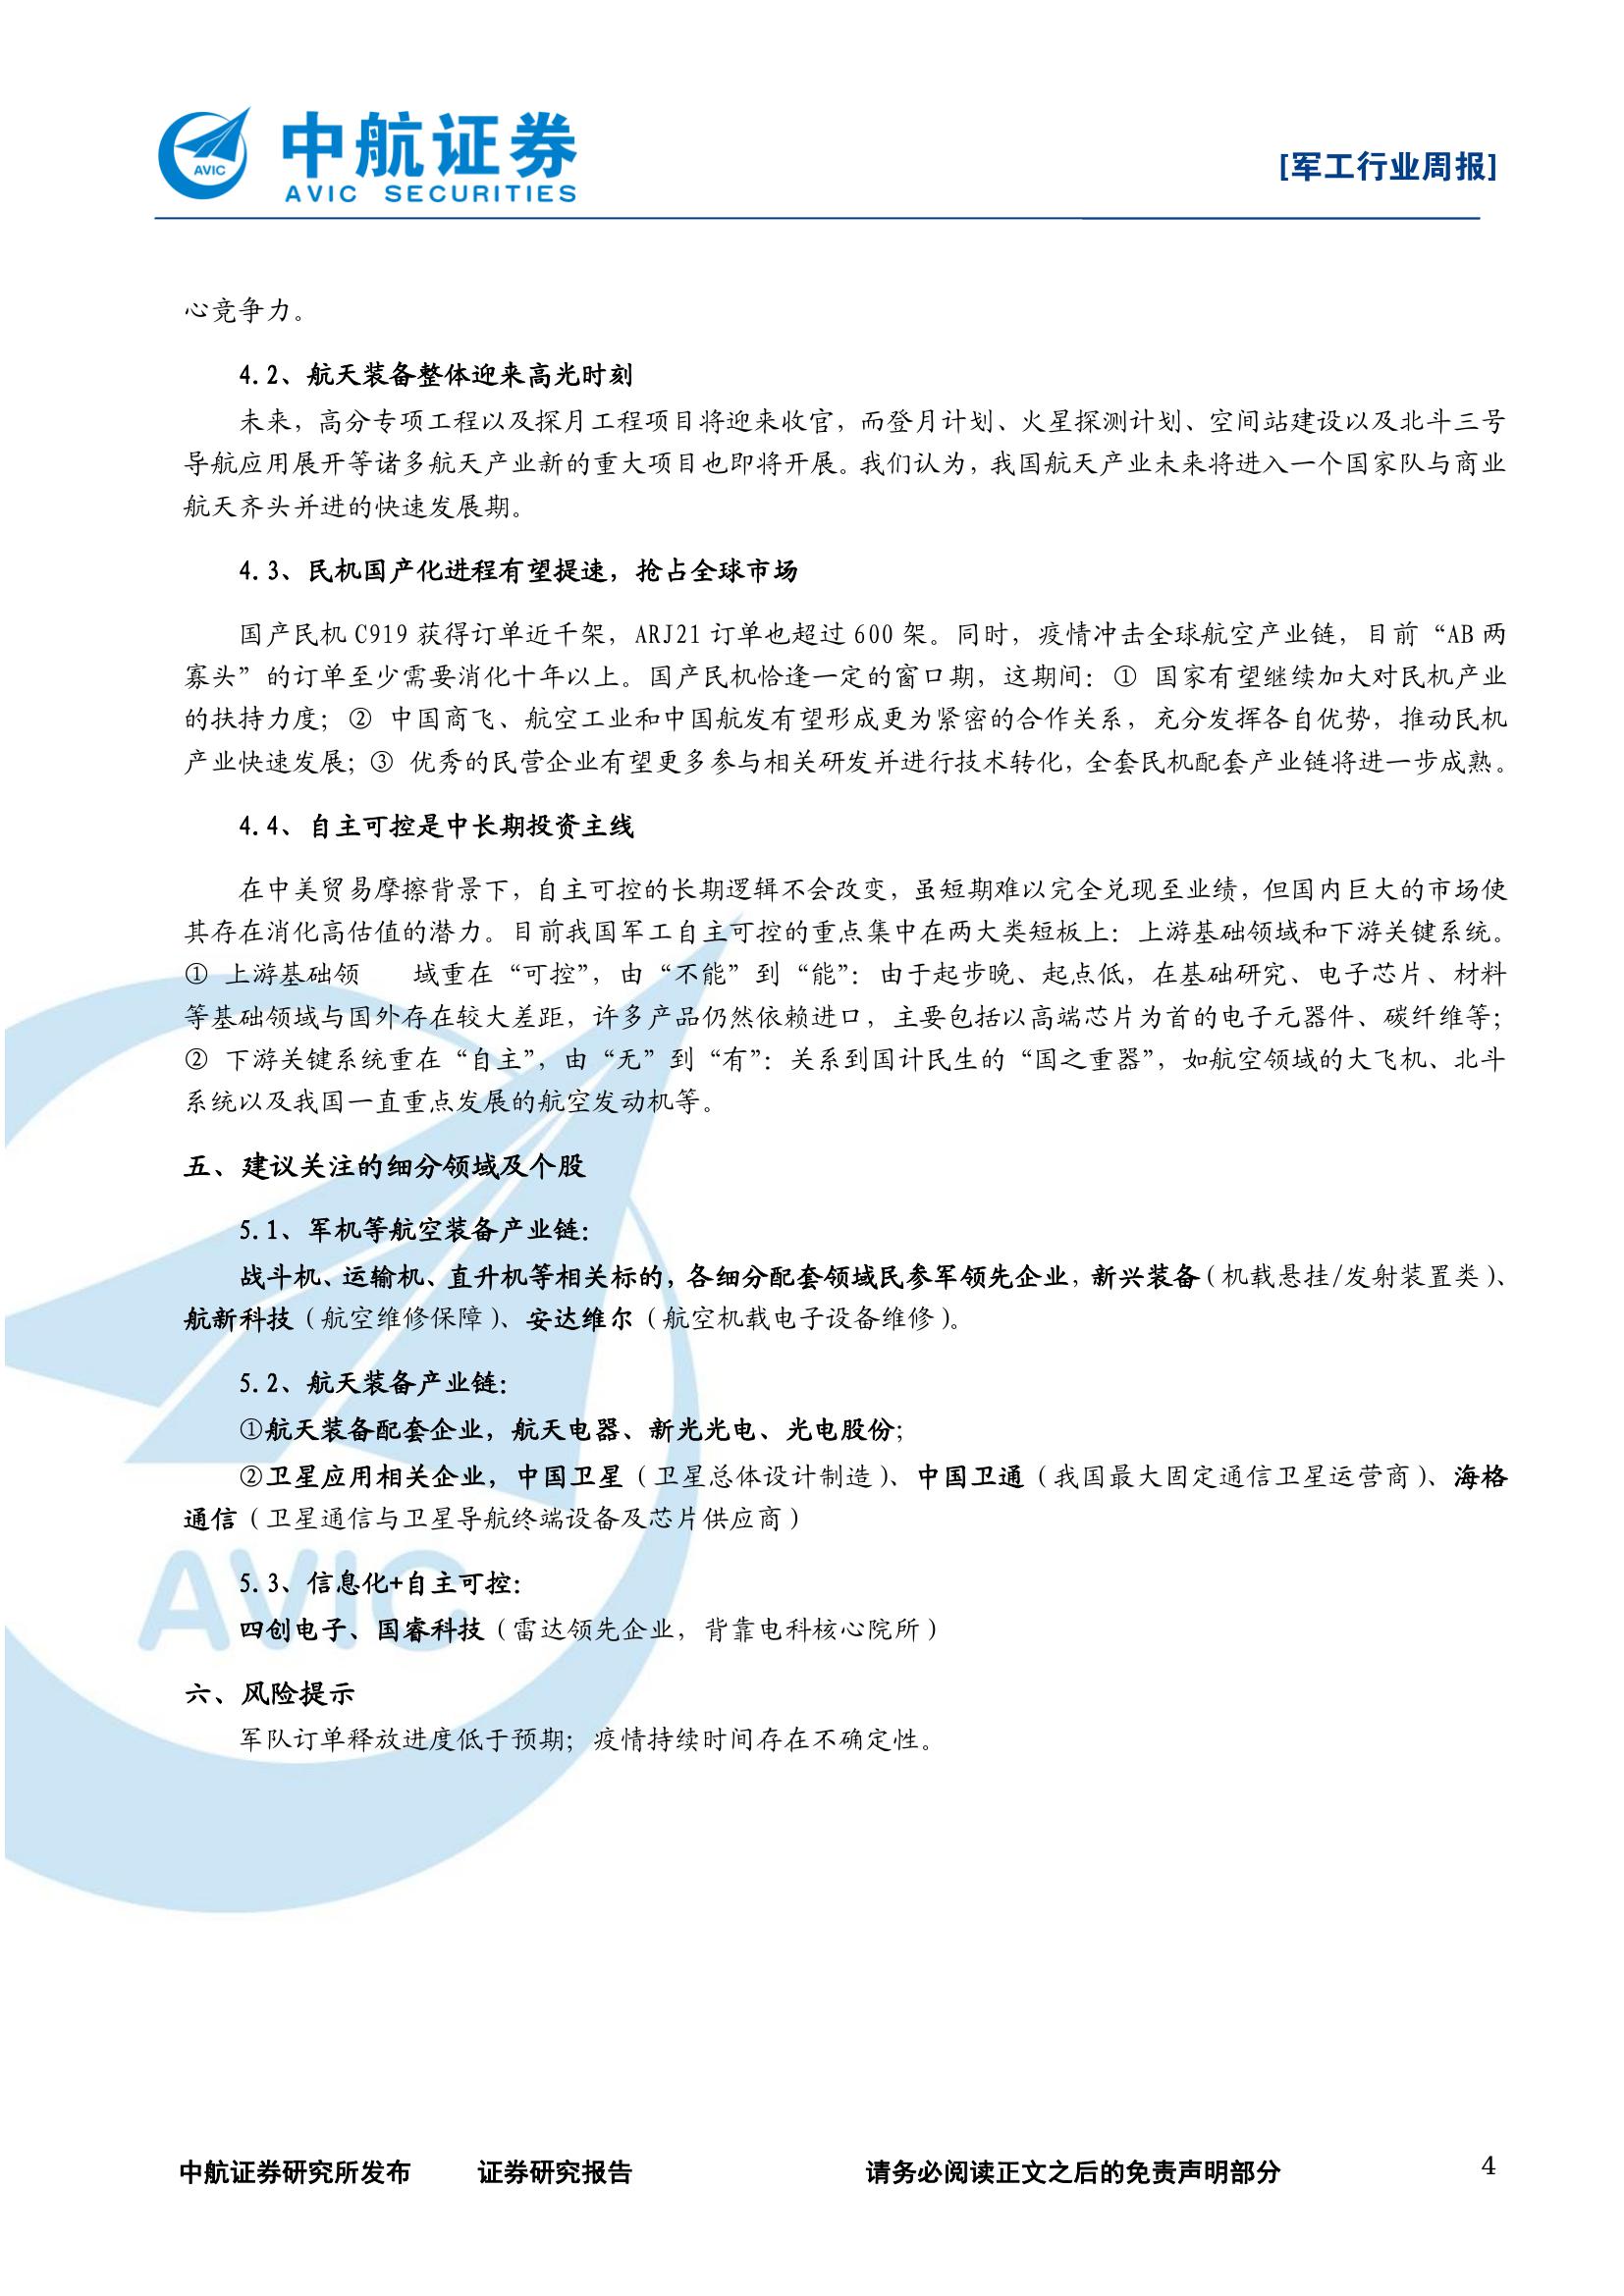 中航证券
AVIC SECURITIES
AVIC
[军工行业周报]
心竞争力。
4.2、航天装备整体迎来高光时刻
未来，高分专项工程以及探月工程项目将迎来收官，而登月计划、火星探测计划、空间站建设以及北斗三号
导航应用展开等诸多航天产业新的重大项目也即将开展。我们认为，我国航天产业未来将进入一个国家队与商业
航天齐头并进的快速发展期。
4.3、民机国产化进程有望提速，抢占全球市场
国产民机 C919 获得订单近千架，ARJ21 订单也超过 600 架。同时，疫情冲击全球航空产业链，目前“AB 两
寡头”的订单至少需要消化十年以上。国产民机恰逢一定的窗口期，这期间：① 国家有望继续加大对民机产业
的扶持力度；② 中国商飞、航空工业和中国航发有望形成更为紧密的合作关系，充分发挥各自优势，推动民机
产业快速发展；③ 优秀的民营企业有望更多参与相关研发并进行技术转化，全套民机配套产业链将进一步成熟。
4.4、自主可控是中长期投资主线
在中美贸易摩擦背景下，自主可控的长期逻辑不会改变，虽短期难以完全兑现至业绩，但国内巨大的市场使
其存在消化高估值的潜力。目前我国军工自主可控的重点集中在两大类短板上：上游基础领域和下游关键系统。
① 上游基础领　　域重在“可控”，由“不能”到“能”：由于起步晚、起点低，在基础研究、电子芯片、材料
等基础领域与国外存在较大差距，许多产品仍然依赖进口，主要包括以高端芯片为首的电子元器件、碳纤维等；
② 下游关键系统重在“自主”，由“无”到“有”：关系到国计民生的“国之重器”，如航空领域的大飞机、北斗
系统以及我国一直重点发展的航空发动机等。
五、建议关注的细分领域及个股
5.1、军机等航空装备产业链：
战斗机、运输机、直升机等相关标的，各细分配套领域民参军领先企业，新兴装备（机载悬挂/发射装置类）、
航新科技（航空维修保障）、安达维尔（航空机载电子设备维修）。
5.2、航天装备产业链：
①航天装备配套企业，航天电器、新光光电、光电股份；
②卫星应用相关企业，中国卫星（卫星总体设计制造）、中国卫通（我国最大固定通信卫星运营商）、海格
通信（卫星通信与卫星导航终端设备及芯片供应商）
5.3、信息化+自主可控：
四创电子、国睿科技（雷达领先企业，背靠电科核心院所）
六、风险提示
军队订单释放进度低于预期；疫情持续时间存在不确定性。
AVIC
中航证券研究所发布 证券研究报告 请务必阅读正文之后的免责声明部分 4